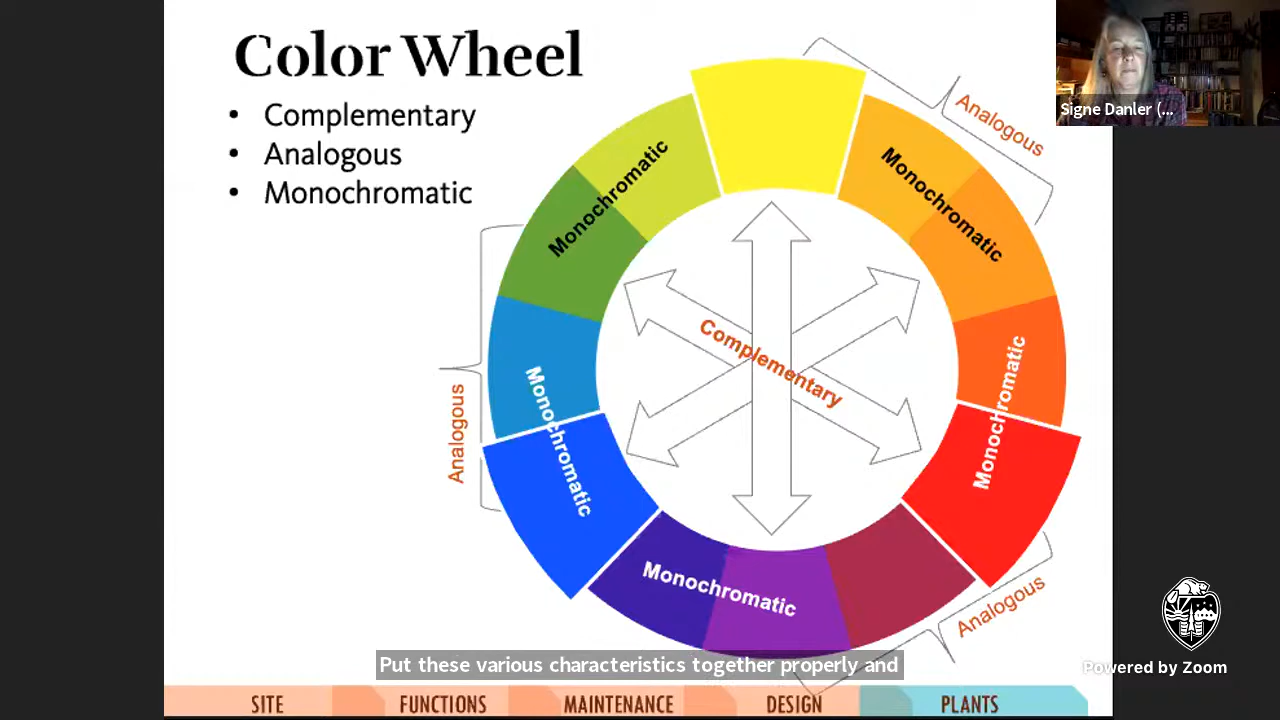 Color Wheel
• Complementary
• Analogous
• Monochromatic
Analogous
Monochromatic
Monochromatic
Complementary
Monochromatic
Monochromatic
Analogous
Monochromatic
Analogous
Signe Danler (...
Put these various characteristics together properly and
Powered by Zoom
SITE
FUNCTIONS
MAINTENANCE
DESIGN
PLANTS